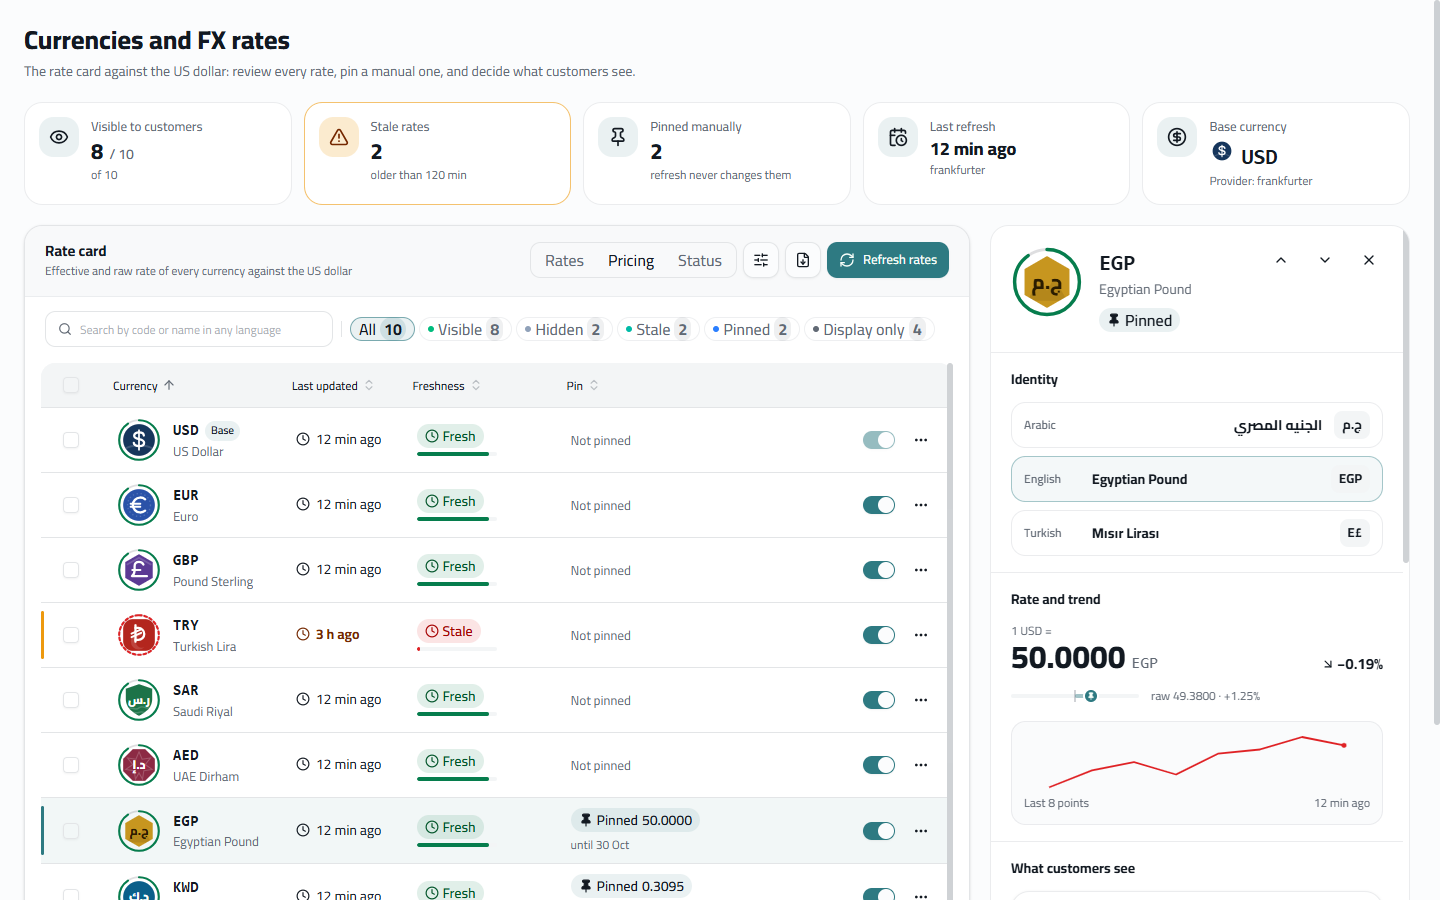 Currencies and FX rates
The rate card against the US dollar: review every rate, pin a manual one, and decide what customers see.
Visible to customers
8 / 10
of 10
Stale rates
2
older than 120 min
Pinned manually
2
refresh never changes them
Last refresh
12 min ago
frankfurter
Base currency
$ USD
Provider: frankfurter
Rate card
Effective and raw rate of every currency against the US dollar
Rates Pricing Status
Refresh rates
Search by code or name in any language
All 10 Visible 8 Hidden 2 Stale 2 Pinned 2 Display only 4
Currency Last updated Freshness Pin
$ USD Base 12 min ago Fresh Not pinned
US Dollar
€ EUR 12 min ago Fresh Not pinned
Euro
£ GBP 12 min ago Fresh Not pinned
Pound Sterling
₺ TRY 3 h ago Stale Not pinned
Turkish Lira
ر.س SAR 12 min ago Fresh Not pinned
Saudi Riyal
د.إ AED 12 min ago Fresh Not pinned
UAE Dirham
ج.م EGP 12 min ago Fresh Pinned 50.0000
Egyptian Pound until 30 Oct
د.ك KWD 12 min ago Fresh Pinned 0.3095
ج.م
EGP
Egyptian Pound
Pinned
Identity
Arabic الجنيه المصري ج.م
English Egyptian Pound EGP
Turkish Mısır Lirası E£
Rate and trend
1 USD =
50.0000 EGP −0.19%
raw 49.3800 · +1.25%
Last 8 points 12 min ago
What customers see